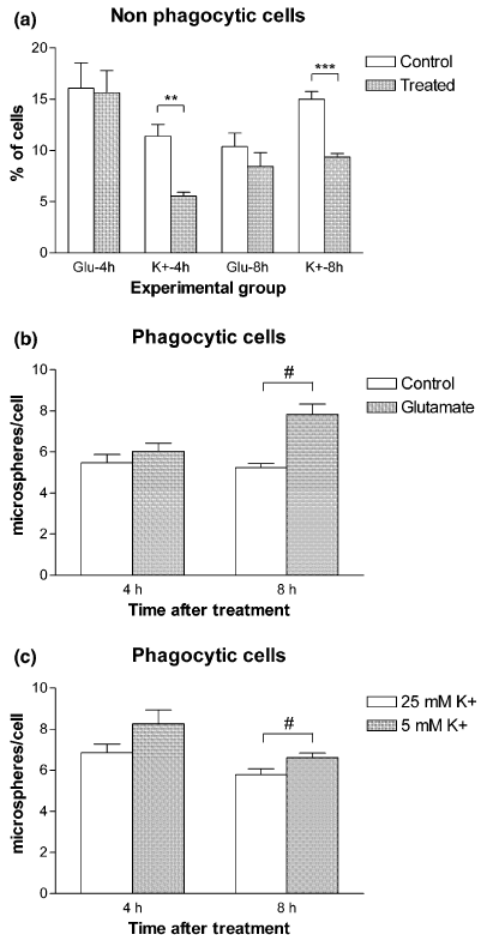 (a)
Non phagocytic cells
Control
Treated
% of cells
20
15
10
5
0
**
***
Glu-4h K+-4h Glu-8h K+-8h
Experimental group
(b)
Phagocytic cells
Control
Glutamate
microspheres/cell
10
8
6
4
2
0
#
4 h 8 h
Time after treatment
(c)
Phagocytic cells
25 mM K+
5 mM K+
microspheres/cell
10
8
6
4
2
0
#
4 h 8 h
Time after treatment